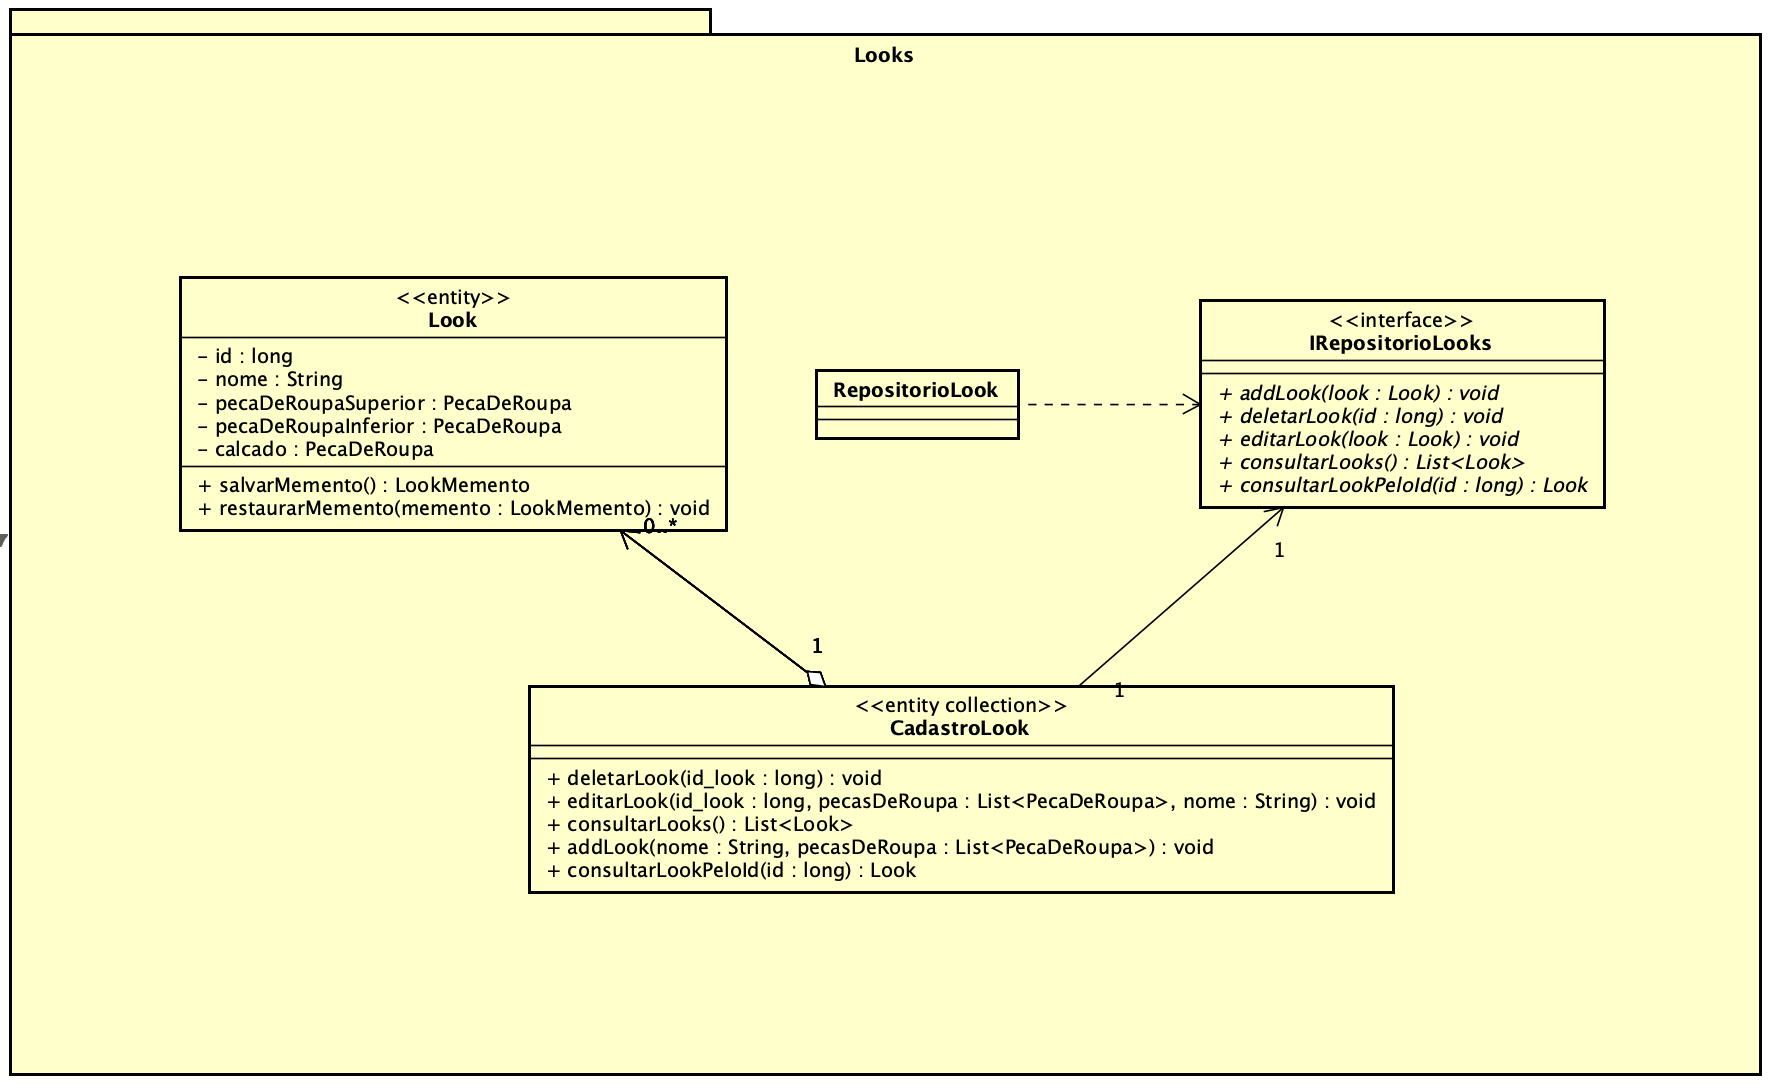 Looks
<<entity>>
Look
- id : long
- nome : String
- pecaDeRoupaSuperior : PecaDeRoupa
- pecaDeRoupaInferior : PecaDeRoupa
- calcado : PecaDeRoupa
+ salvarMemento() : LookMemento
+ restaurarMemento(memento : LookMemento) : void
0..*
RepositorioLook
<<interface>>
IRepositorioLooks
+ addLook(look : Look) : void
+ deletarLook(id : long) : void
+ editarLook(look : Look) : void
+ consultarLooks() : List<Look>
+ consultarLookPeloId(id : long) : Look
1
1
1
<<entity collection>>
CadastroLook
+ deletarLook(id_look : long) : void
+ editarLook(id_look : long, pecasDeRoupa : List<PecaDeRoupa>, nome : String) : void
+ consultarLooks() : List<Look>
+ addLook(nome : String, pecasDeRoupa : List<PecaDeRoupa>) : void
+ consultarLookPeloId(id : long) : Look